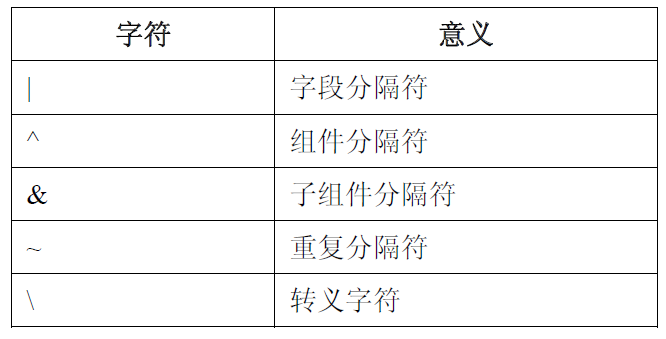 字符 意义
| 字段分隔符
^ 组件分隔符
& 子组件分隔符
~ 重复分隔符
\ 转义字符